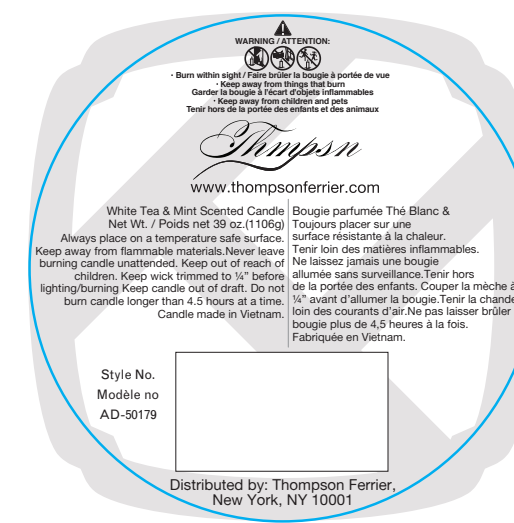 WARNING / ATTENTION:
· Burn within sight / Faire brûler la bougie à portée de vue
· Keep away from things that burn
Garder la bougie à l'écart d'objets inflammables
· Keep away from children and pets
Tenir hors de la portée des enfants et des animaux
Thmpsn
www.thompsonferrier.com
White Tea & Mint Scented Candle
Net Wt. / Poids net 39 oz.(1106g)
Always place on a temperature safe surface.
Keep away from flammable materials.Never leave
burning candle unattended. Keep out of reach of
children. Keep wick trimmed to ¼” before
lighting/burning Keep candle out of draft. Do not
burn candle longer than 4.5 hours at a time.
Candle made in Vietnam.
Bougie parfumée Thé Blanc &
Toujours placer sur une
surface résistante à la chaleur.
Tenir loin des matières inflammables.
Ne laissez jamais une bougie
allumée sans surveillance.Tenir hors
de la portée des enfants. Couper la mèche à
¼” avant d’allumer la bougie.Tenir la chande
loin des courants d’air.Ne pas laisser brûler
bougie plus de 4,5 heures à la fois.
Fabriquée en Vietnam.
Style No.
Modèle no
AD-50179
Distributed by: Thompson Ferrier,
New York, NY 10001